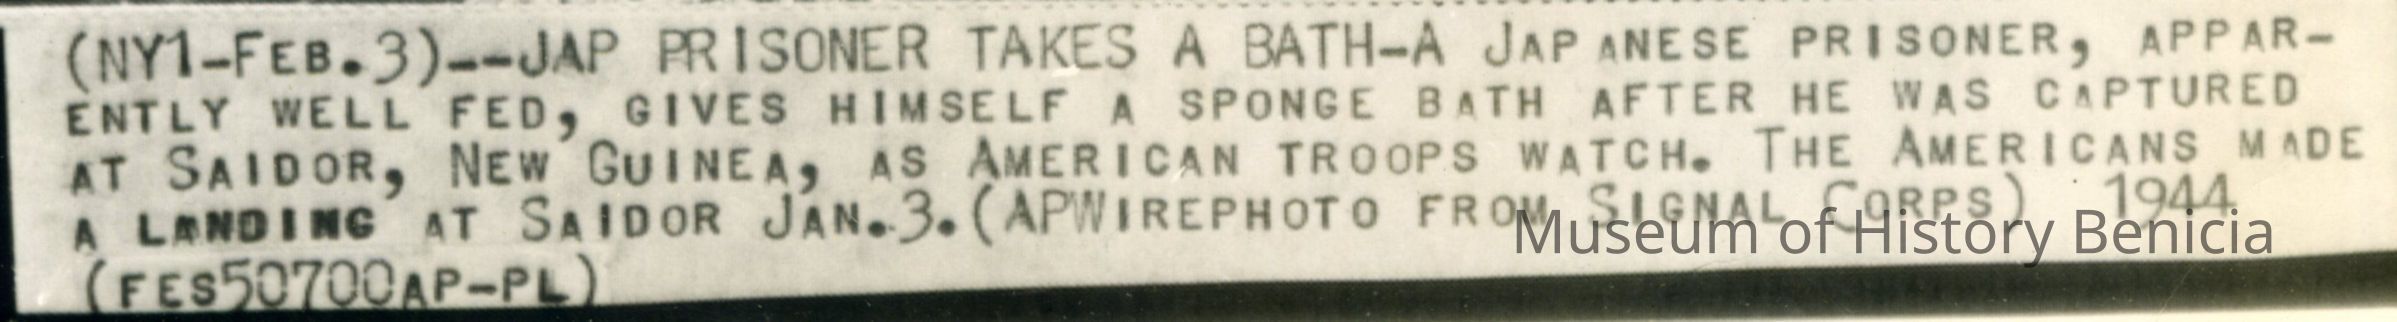 (NY1-FEB.3)--JAP PRISONER TAKES A BATH-A JAPANESE PRISONER, APPAR-
ENTLY WELL FED, GIVES HIMSELF A SPONGE BATH AFTER HE WAS CAPTURED
AT SAIDOR, NEW GUINEA, AS AMERICAN TROOPS WATCH. THE AMERICANS MADE
A LANDING AT SAIDOR JAN.3.(APWIREPHOTO FROM SIGNAL CORPS) 1944
Museum of History Benicia
(FES50700AP-PL)